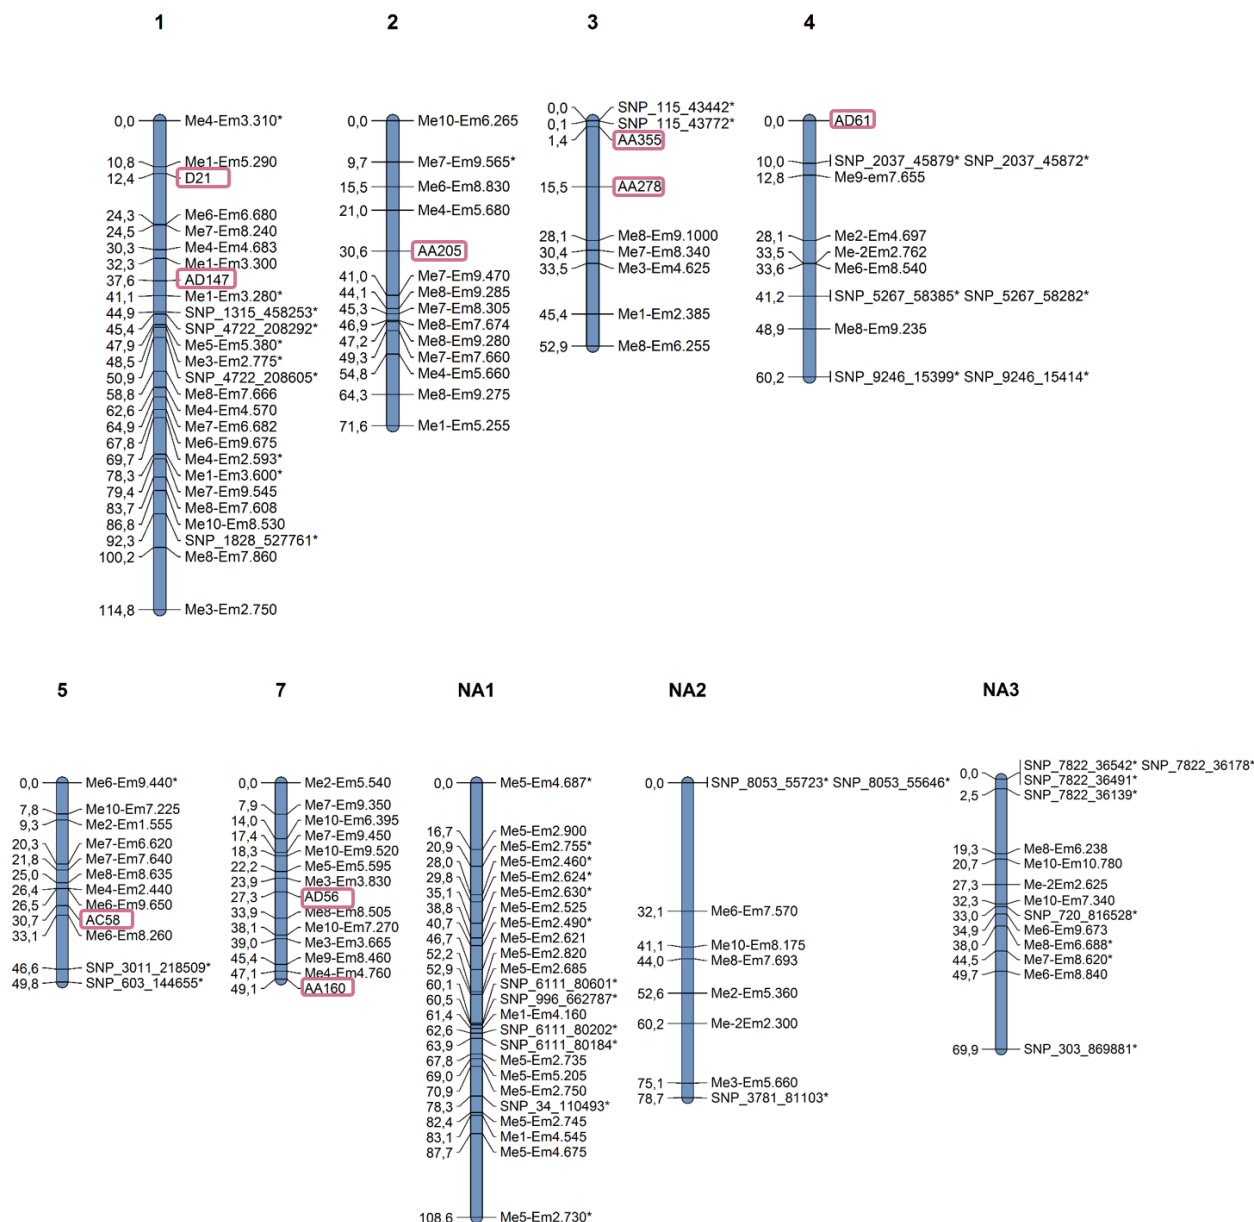 1
0,0 Me4-Em3.310*
10,8 Me1-Em5.290
12,4 D21
24,3 Me6-Em6.680
24,5 Me7-Em8.240
30,3 Me4-Em4.683
32,3 Me1-Em3.300
37,6 AD147
41,1 Me1-Em3.280*
44,9 SNP_1315_458253*
45,4 SNP_4722_208292*
47,9 Me5-Em5.380*
48,5 Me3-Em2.775*
50,9 SNP_4722_208605*
58,8 Me8-Em7.666
62,6 Me4-Em4.570
64,9 Me7-Em6.682
67,8 Me6-Em9.675
69,7 Me4-Em2.593*
78,3 Me1-Em3.600*
79,4 Me7-Em9.545
83,7 Me8-Em7.608
86,8 Me10-Em8.530
92,3 SNP_1828_527761*
100,2 Me8-Em7.860
114,8 Me3-Em2.750
2
0,0 Me10-Em6.265
9,7 Me7-Em9.565*
15,5 Me6-Em8.830
21,0 Me4-Em5.680
30,6 AA205
41,0 Me7-Em9.470
44,1 Me8-Em9.285
45,3 Me7-Em8.305
46,9 Me8-Em7.674
47,2 Me8-Em9.280
49,3 Me7-Em7.660
54,8 Me4-Em5.660
64,3 Me8-Em9.275
71,6 Me1-Em5.255
3
0,0 SNP_115_43442*
0,1 SNP_115_43772*
1,4 AA355
15,5 AA278
28,1 Me8-Em9.1000
30,4 Me7-Em8.340
33,5 Me3-Em4.625
45,4 Me1-Em2.385
52,9 Me8-Em6.255
4
0,0 AD61
10,0 SNP_2037_45879* SNP_2037_45872*
12,8 Me9-em7.655
28,1 Me2-Em4.697
33,5 Me-2Em2.762
33,6 Me6-Em8.540
41,2 SNP_5267_58385* SNP_5267_58282*
48,9 Me8-Em9.235
60,2 SNP_9246_15399* SNP_9246_15414*
5
0,0 Me6-Em9.440*
7,8 Me10-Em7.225
9,3 Me2-Em1.555
20,3 Me7-Em6.620
21,8 Me7-Em7.640
25,0 Me8-Em8.635
26,4 Me4-Em2.440
26,5 Me6-Em9.650
30,7 AC58
33,1 Me6-Em8.260
46,6 SNP_3011_218509*
49,8 SNP_603_144655*
7
0,0 Me2-Em5.540
7,9 Me7-Em9.350
14,0 Me10-Em6.395
17,4 Me7-Em9.450
18,3 Me10-Em9.520
22,2 Me5-Em5.595
23,9 Me3-Em3.830
27,3 AD56
33,9 Me8-Em8.505
38,1 Me10-Em7.270
39,0 Me3-Em3.665
45,4 Me9-Em8.460
47,1 Me4-Em4.760
49,1 AA160
NA1
0,0 Me5-Em4.687*
16,7 Me5-Em2.900
20,9 Me5-Em2.755*
28,0 Me5-Em2.460*
29,8 Me5-Em2.624*
35,1 Me5-Em2.630*
38,8 Me5-Em2.525
40,7 Me5-Em2.490*
46,7 Me5-Em2.621
52,2 Me5-Em2.820
52,9 Me5-Em2.685
60,1 SNP_6111_80601*
60,5 SNP_996_662787*
61,4 Me1-Em4.160
62,6 SNP_6111_80202*
63,9 SNP_6111_80184*
67,8 Me5-Em2.735
69,0 Me5-Em5.205
70,9 Me5-Em2.750
78,3 SNP_34_110493*
82,4 Me5-Em2.745
83,1 Me1-Em4.545
87,7 Me5-Em4.675
108,6 Me5-Em2.730*
NA2
0,0 SNP_8053_55723* SNP_8053_55646*
32,1 Me6-Em7.570
41,1 Me10-Em8.175
44,0 Me8-Em7.693
52,6 Me2-Em5.360
60,2 Me-2Em2.300
75,1 Me3-Em5.660
78,7 SNP_3781_81103*
NA3
SNP_7822_36542* SNP_7822_36178*
0,0 SNP_7822_36491*
2,5 SNP_7822_36139*
19,3 Me8-Em6.238
20,7 Me10-Em10.780
27,3 Me-2Em2.625
32,3 Me10-Em7.340
33,0 SNP_720_816528*
34,9 Me6-Em9.673
38,0 Me8-Em6.688*
44,5 Me7-Em8.620*
49,7 Me6-Em8.840
69,9 SNP_303_869881*